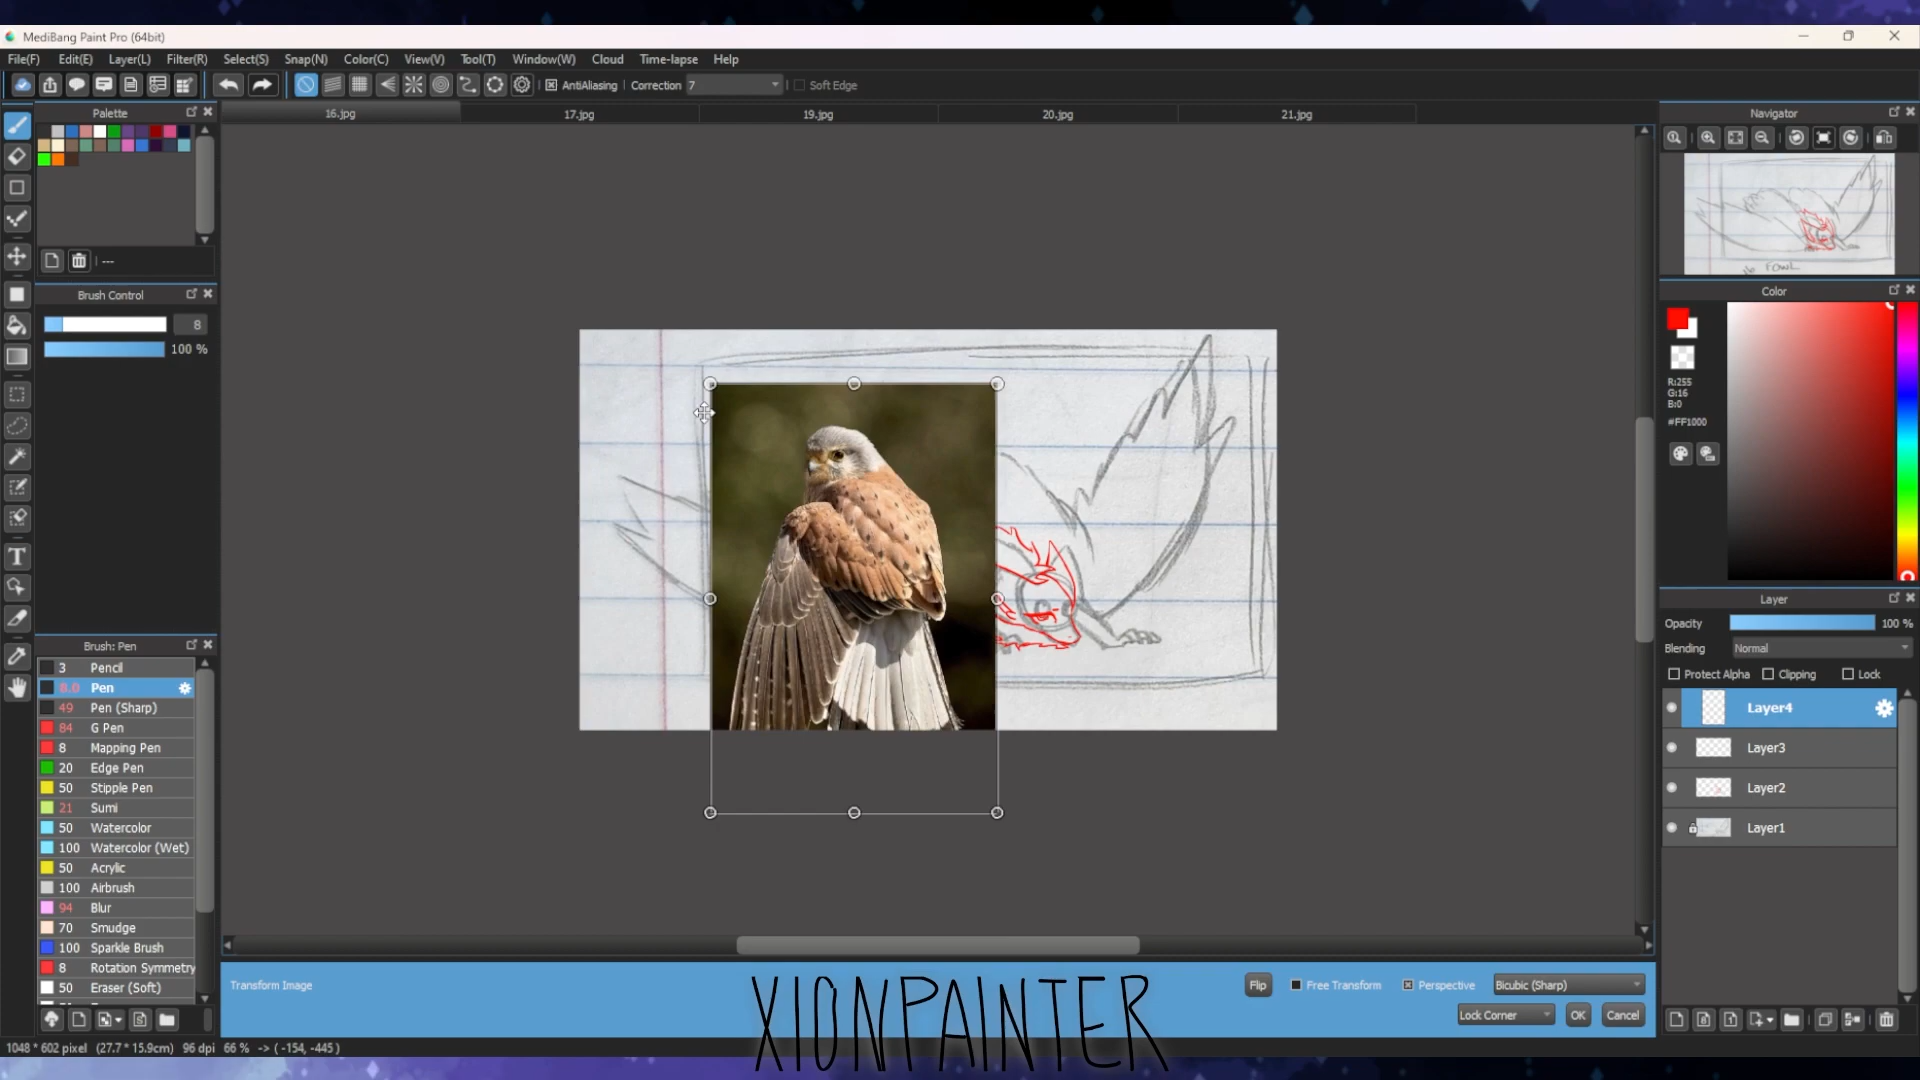 MediBang Paint Pro (64bit)
File(F) Edit(E) Layer(L) Filter(R) Select(S) Snap(N) Color(C) View(V) Tool(T) Window(W) Cloud Time-lapse Help
AntiAliasing Correction 7 Soft Edge
Palette
16.jpg 17.jpg 19.jpg 20.jpg 21.jpg
Navigator
---
Brush Control
8
100 %
FOWL
Color
R:255
G:16
B:0
#FF1000
Layer
Opacity 100 %
Blending Normal
Protect Alpha Clipping Lock
Layer4
Layer3
Layer2
Layer1
Brush: Pen
3 Pencil
8.0 Pen
49 Pen (Sharp)
84 G Pen
8 Mapping Pen
20 Edge Pen
50 Stipple Pen
21 Sumi
50 Watercolor
100 Watercolor (Wet)
50 Acrylic
100 Airbrush
94 Blur
70 Smudge
100 Sparkle Brush
8 Rotation Symmetry
50 Eraser (Soft)
Transform Image
Flip Free Transform Perspective Bicubic (Sharp)
Lock Corner OK Cancel
XIONPAINTER
1048 * 602 pixel (27.7 * 15.9cm) 96 dpi 66 % -> ( -154, -445 )